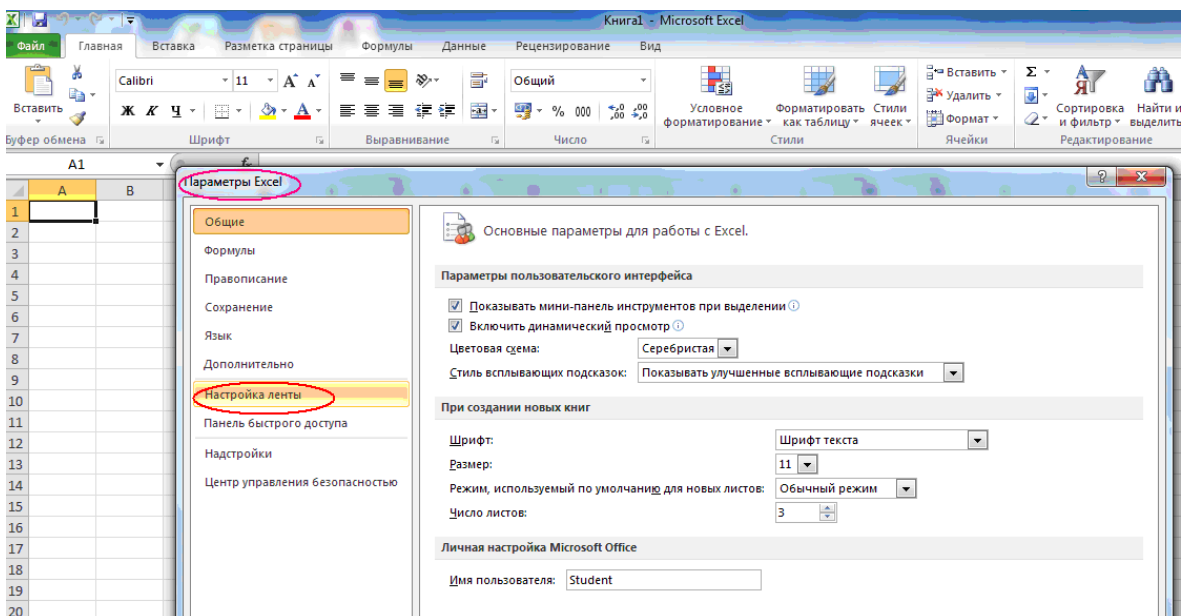 Книга1 - Microsoft Excel
Файл Главная Вставка Разметка страницы Формулы Данные Рецензирование Вид
Вставить
Буфер обмена
Calibri 11 A A
Ж К Ч А
Шрифт
Выравнивание
Общий
% 000 ,00 ,00
Число
Условное форматирование
Форматировать как таблицу
Стили ячеек
Стили
Вставить
Удалить
Формат
Ячейки
Σ
Сортировка и фильтр
Найти и выделить
Редактирование
A1 fx
A B
1
2
3
4
5
6
7
8
9
10
11
12
13
14
15
16
17
18
19
20
Параметры Excel
Общие
Формулы
Правописание
Сохранение
Язык
Дополнительно
Настройка ленты
Панель быстрого доступа
Надстройки
Центр управления безопасностью
Основные параметры для работы с Excel.
Параметры пользовательского интерфейса
Показывать мини-панель инструментов при выделении
Включить динамический просмотр
Цветовая схема: Серебристая
Стиль всплывающих подсказок: Показывать улучшенные всплывающие подсказки
При создании новых книг
Шрифт: Шрифт текста
Размер: 11
Режим, используемый по умолчанию для новых листов: Обычный режим
Число листов: 3
Личная настройка Microsoft Office
Имя пользователя: Student